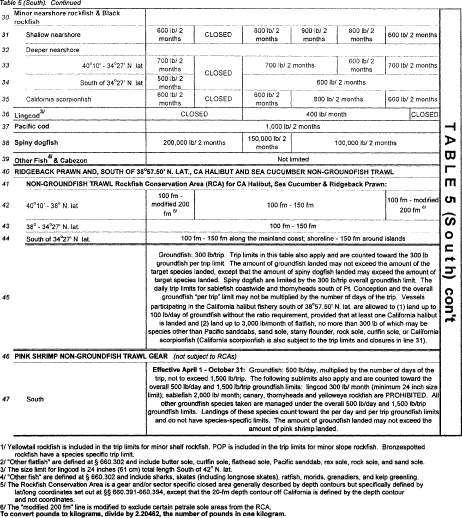 Table 5 (South). Continued
30 Minor nearshore rockfish & Black rockfish
31 Shallow nearshore 600 lb/ 2 months CLOSED 800 lb/ 2 months 900 lb/ 2 months 800 lb/ 2 months 600 lb/ 2 months
32 Deeper nearshore
33 40°10' - 34°27' N lat 700 lb/ 2 months CLOSED 700 lb/ 2 months 600 lb/ 2 months 700 lb/ 2 months
34 South of 34°27' N lat. 500 lb/ 2 months 600 lb/ 2 months
35 California scorpionfish 600 lb/ 2 months CLOSED 600 lb/ 2 months 800 lb/ 2 months 600 lb/ 2 months
36 Lingcod 3/ CLOSED 400 lb/ month CLOSED
37 Pacific cod 1,000 lb/ 2 months
38 Spiny dogfish 200,000 lb/ 2 months 150,000 lb/ 2 months 100,000 lb/ 2 months
39 Other Fish 4/ & Cabezon Not limited
40 RIDGEBACK PRAWN AND, SOUTH OF 38°57.50' N. LAT., CA HALIBUT AND SEA CUCUMBER NON-GROUNDFISH TRAWL
41 NON-GROUNDFISH TRAWL Rockfish Conservation Area (RCA) for CA Halibut, Sea Cucumber & Ridgeback Prawn:
42 40°10' - 38° N lat. 100 fm - modified 200 fm 6/ 100 fm - 150 fm 100 fm - modified 200 fm 6/
43 38° - 34°27' N. lat. 100 fm - 150 fm
44 South of 34°27' N. lat. 100 fm - 150 fm along the mainland coast; shoreline - 150 fm around islands
45
Groundfish: 300 lb/trip. Trip limits in this table also apply and are counted toward the 300 lb
groundfish per trip limit. The amount of groundfish landed may not exceed the amount of the
target species landed, except that the amount of spiny dogfish landed may exceed the amount of
target species landed. Spiny dogfish are limited by the 300 lb/trip overall groundfish limit. The
daily trip limits for sablefish coastwide and thornyheads south of Pt. Conception and the overall
groundfish "per trip" limit may not be multiplied by the number of days of the trip. Vessels
participating in the California halibut fishery south of 38°57.50' N. lat. are allowed to (1) land up to
100 lb/day of groundfish without the ratio requirement, provided that at least one California halibut
is landed and (2) land up to 3,000 lb/month of flatfish, no more than 300 lb of which may be
species other than Pacific sanddabs, sand sole, starry flounder, rock sole, curlfin sole, or California
scorpionfish (California scorpionfish is also subject to the trip limits and closures in line 31).
46 PINK SHRIMP NON-GROUNDFISH TRAWL GEAR (not subject to RCAs)
47 South
Effective April 1 - October 31: Groundfish: 500 lb/day, multiplied by the number of days of the
trip, not to exceed 1,500 lb/trip. The following sublimits also apply and are counted toward the
overall 500 lb/day and 1,500 lb/trip groundfish limits: lingcod 300 lb/ month (minimum 24 inch size
limit); sablefish 2,000 lb/ month; canary, thornyheads and yelloweye rockfish are PROHIBITED. All
other groundfish species taken are managed under the overall 500 lb/day and 1,500 lb/trip
groundfish limits. Landings of these species count toward the per day and per trip groundfish limits
and do not have species-specific limits. The amount of groundfish landed may not exceed the
amount of pink shrimp landed.
TABLE 5 (South) con't
1/ Yellowtail rockfish is included in the trip limits for minor shelf rockfish. POP is included in the trip limits for minor slope rockfish. Bronzespotted
rockfish have a species specific trip limit.
2/ "Other flatfish" are defined at § 660.302 and include butter sole, curlfin sole, flathead sole, Pacific sanddab, rex sole, rock sole, and sand sole.
3/ The size limit for lingcod is 24 inches (61 cm) total length South of 42° N. lat.
4/ "Other fish" are defined at § 660.302 and include sharks, skates (including longnose skates), ratfish, morids, grenadiers, and kelp greenling.
5/ The Rockfish Conservation Area is a gear and/or sector specific closed area generally described by depth contours but specifically defined by
lat/long coordinates set out at §§ 660.391-660.394, except that the 20-fm depth contour off California is defined by the depth contour
and not coordinates.
6/ The "modified 200 fm" line is modified to exclude certain petrale sole areas from the RCA.
To convert pounds to kilograms, divide by 2.20462, the number of pounds in one kilogram.